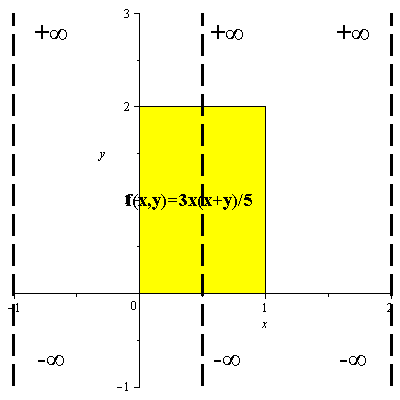 3
+∞ +∞ +∞
2
y
f(x,y)=3x(x+y)/5
-1 0 1 2
x
-∞ -∞ -∞
-1